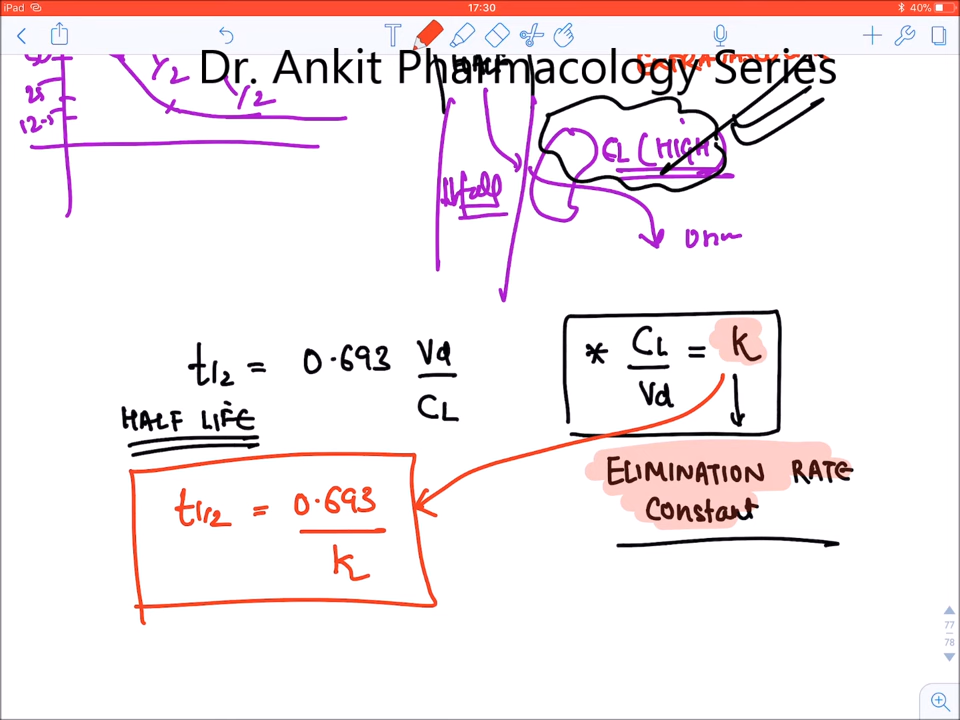 iPad
17:30
40%
Dr. Ankit Pharmacology Series
HALF
1/2
1/2
25
12.5
CL (HIGH)
t1/2 = 0.693 Vd
CL
HALF LIFE
* CL = K
Vd
ELIMINATION RATE
Constant
t1/2 = 0.693
K
77
78